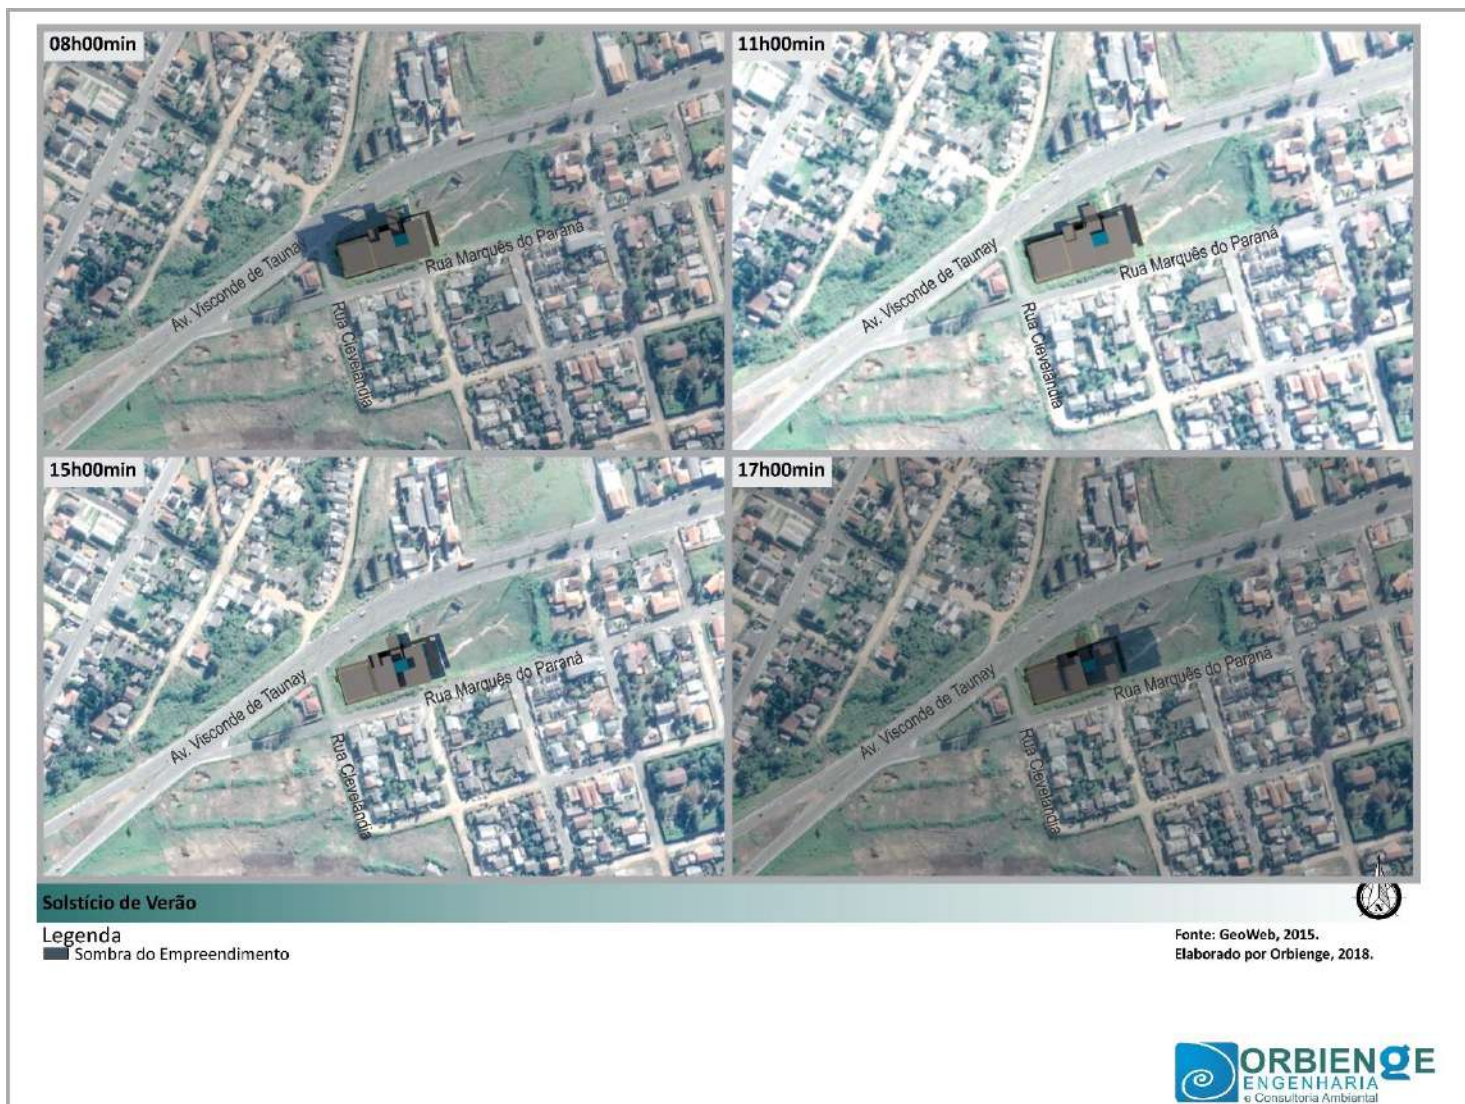 08h00min
11h00min
Av. Visconde de Taunay
Rua Marquês do Paraná
Rua Clevelândia
Av. Visconde de Taunay
Rua Marquês do Paraná
Rua Clevelândia
15h00min
17h00min
Av. Visconde de Taunay
Rua Marquês do Paraná
Rua Clevelândia
Av. Visconde de Taunay
Rua Marquês do Paraná
Rua Clevelândia
Solstício de Verão
N
Legenda
Sombra do Empreendimento
Fonte: GeoWeb, 2015.
Elaborado por Orbienge, 2018.
ORBIENGE
ENGENHARIA
e Consultoria Ambiental